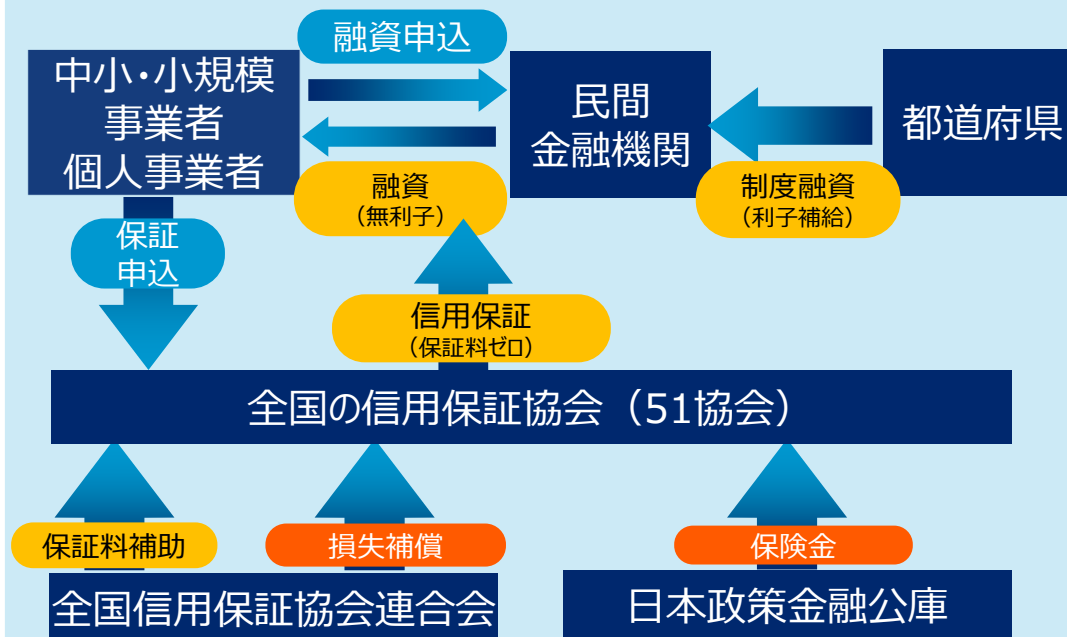 融資申込
中小・小規模
事業者
個人事業者
民間
金融機関
都道府県
融資
（無利子）
制度融資
（利子補給）
保証
申込
信用保証
（保証料ゼロ）
全国の信用保証協会（51協会）
保証料補助
損失補償
保険金
全国信用保証協会連合会
日本政策金融公庫